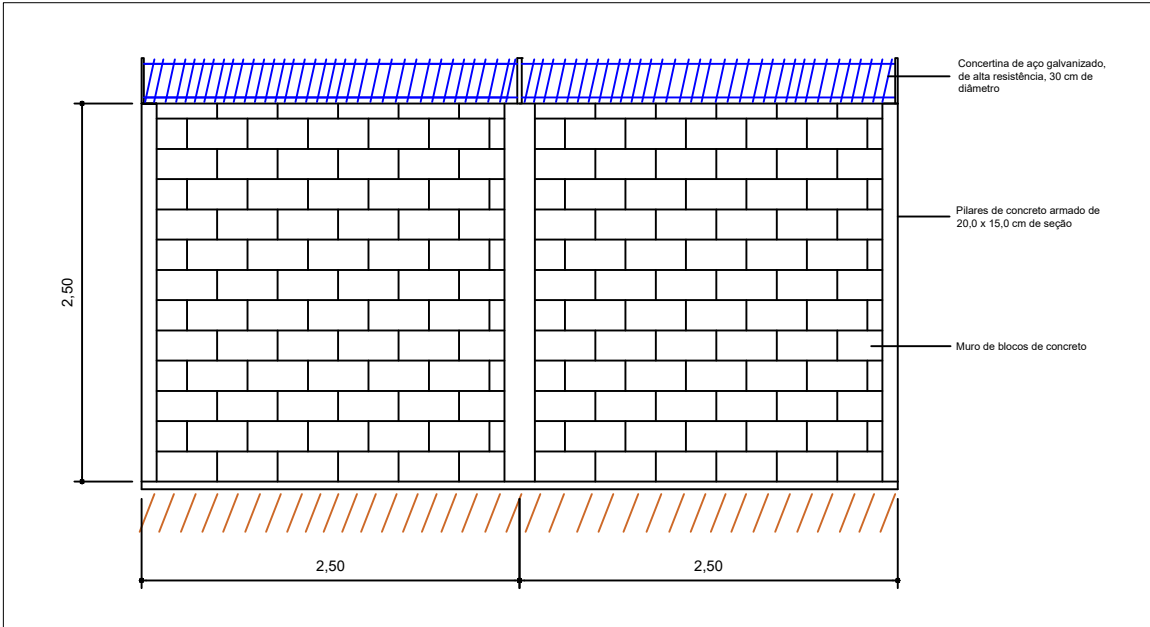 Concertina de aço galvanizado,
de alta resistência, 30 cm de
diâmetro
Pilares de concreto armado de
20,0 x 15,0 cm de seção
2,50
Muro de blocos de concreto
2,50
2,50